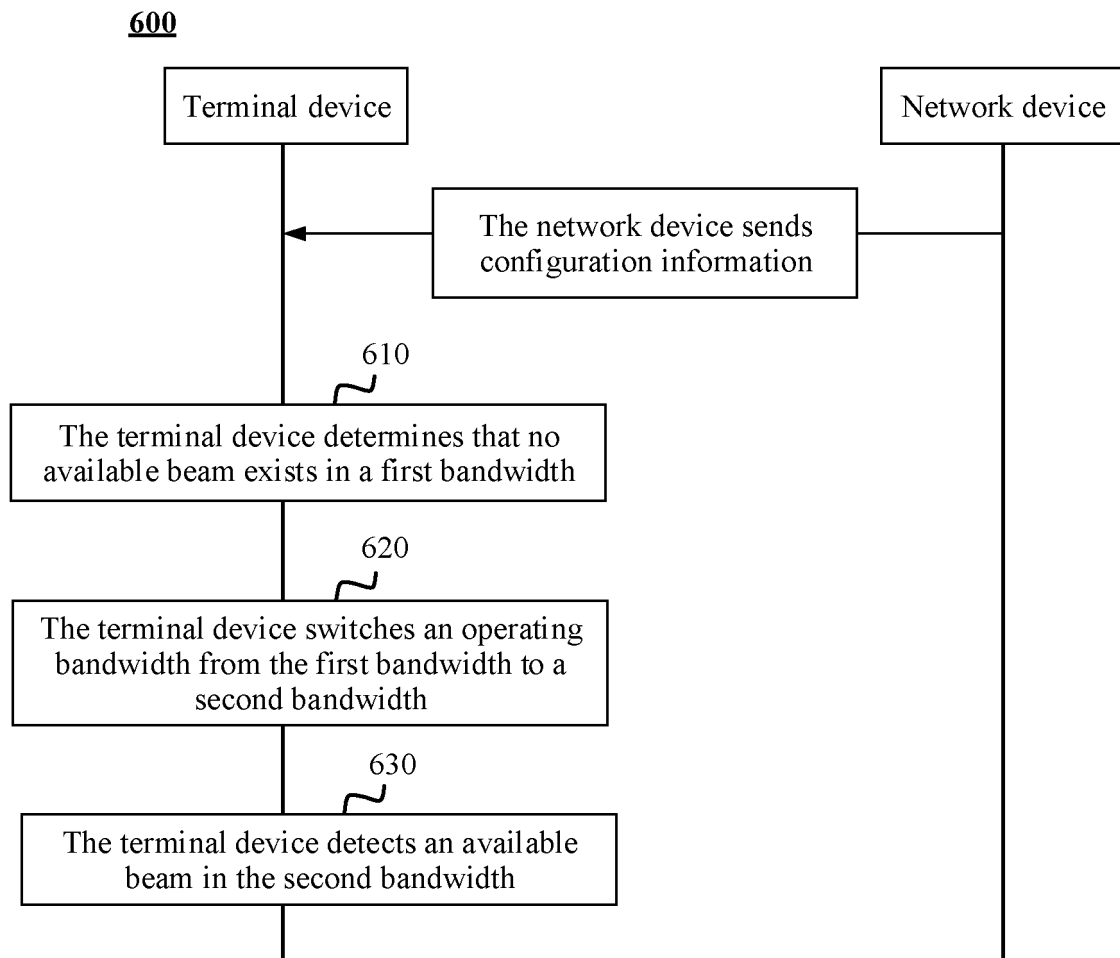 600
Terminal device
Network device
The network device sends
configuration information
610
The terminal device determines that no
available beam exists in a first bandwidth
620
The terminal device switches an operating
bandwidth from the first bandwidth to a
second bandwidth
630
The terminal device detects an available
beam in the second bandwidth